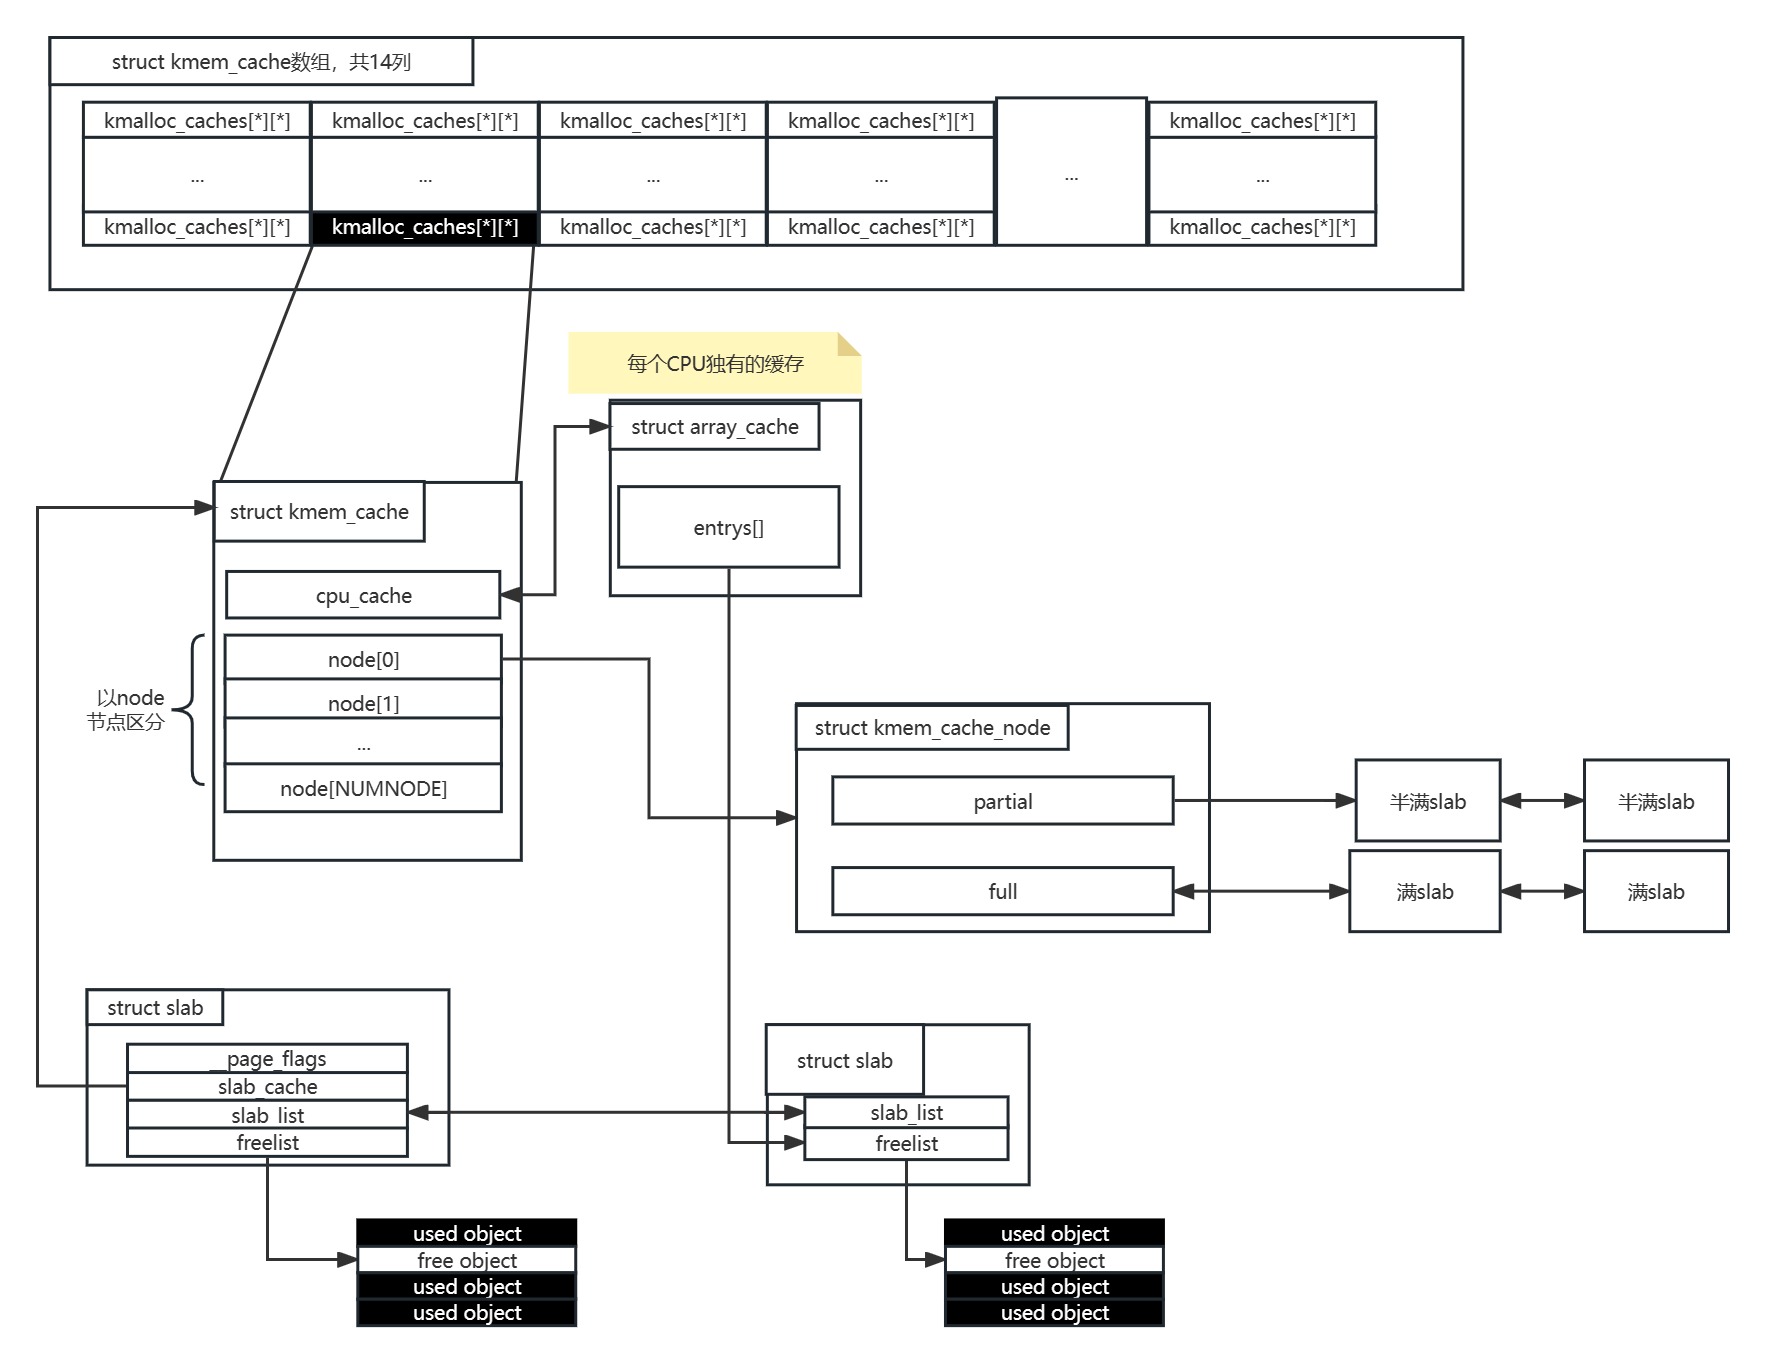 struct kmem_cache数组，共14列
kmalloc_caches[*][*] kmalloc_caches[*][*] kmalloc_caches[*][*] kmalloc_caches[*][*] kmalloc_caches[*][*]
... ... ... ... ... ...
kmalloc_caches[*][*] kmalloc_caches[*][*] kmalloc_caches[*][*] kmalloc_caches[*][*] kmalloc_caches[*][*]
每个CPU独有的缓存
struct array_cache
entrys[]
struct kmem_cache
cpu_cache
node[0]
node[1]
...
node[NUMNODE]
以node
节点区分
struct kmem_cache_node
partial
full
半满slab 半满slab
满slab 满slab
struct slab
__page_flags
slab_cache
slab_list
freelist
used object
free object
used object
used object
struct slab
slab_list
freelist
used object
free object
used object
used object